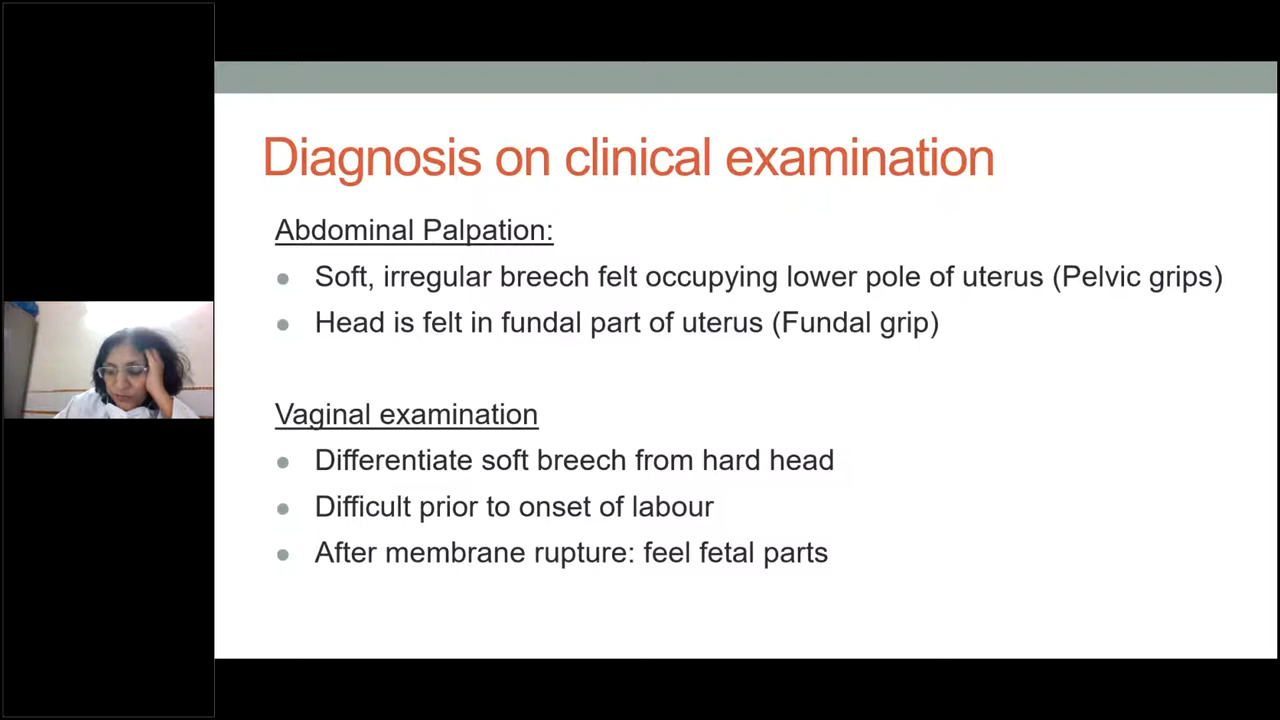 Diagnosis on clinical examination
Abdominal Palpation:
● Soft, irregular breech felt occupying lower pole of uterus (Pelvic grips)
● Head is felt in fundal part of uterus (Fundal grip)
Vaginal examination
● Differentiate soft breech from hard head
● Difficult prior to onset of labour
● After membrane rupture: feel fetal parts